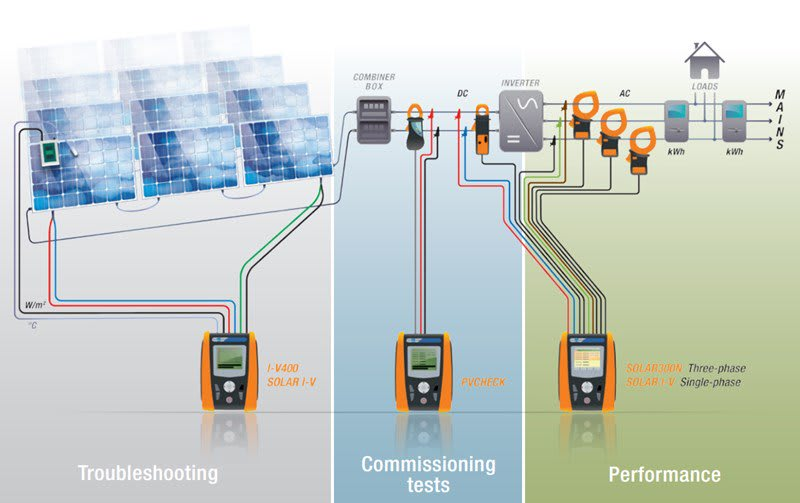 COMBINER
BOX
DC
INVERTER
AC
LOADS
MAINS
kWh
kWh
W/m²
°C
I-V400
SOLAR I-V
PVCHECK
SOLAR300N Three-phase
SOLAR I-V Single-phase
Troubleshooting
Commissioning
tests
Performance